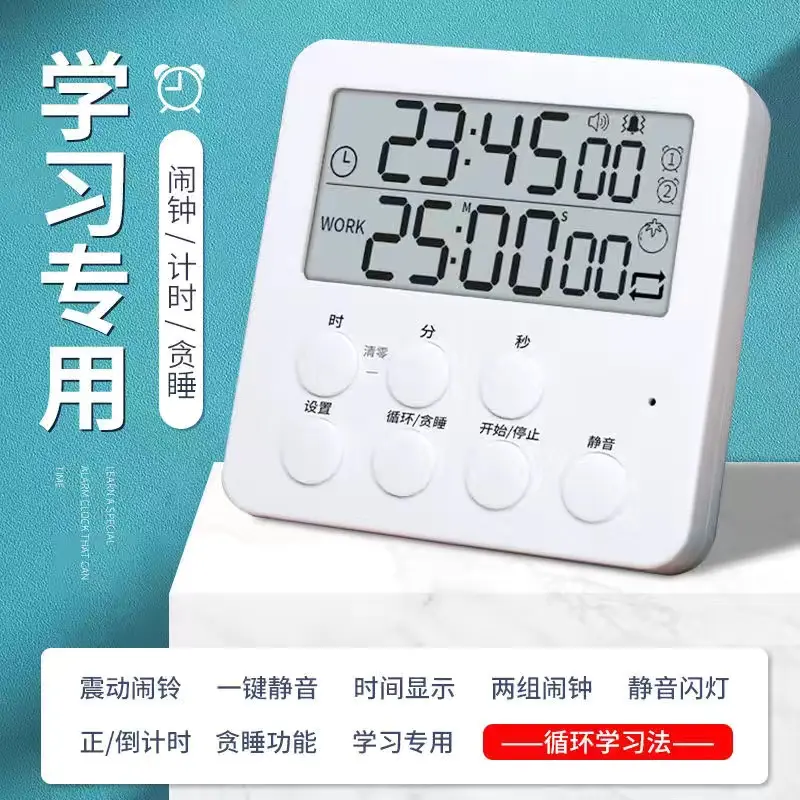 学习专用
闹钟/计时/贪睡
LEARN A SPECIAL
ALARM CLOCK THAT CAN
TIME
23:45 00
1
2
WORK 25:00 00
M
S
时
分
秒
清零
设置
循环/贪睡
开始/停止
静音
震动闹铃 一键静音 时间显示 两组闹钟 静音闪灯
正/倒计时 贪睡功能 学习专用 —循环学习法—